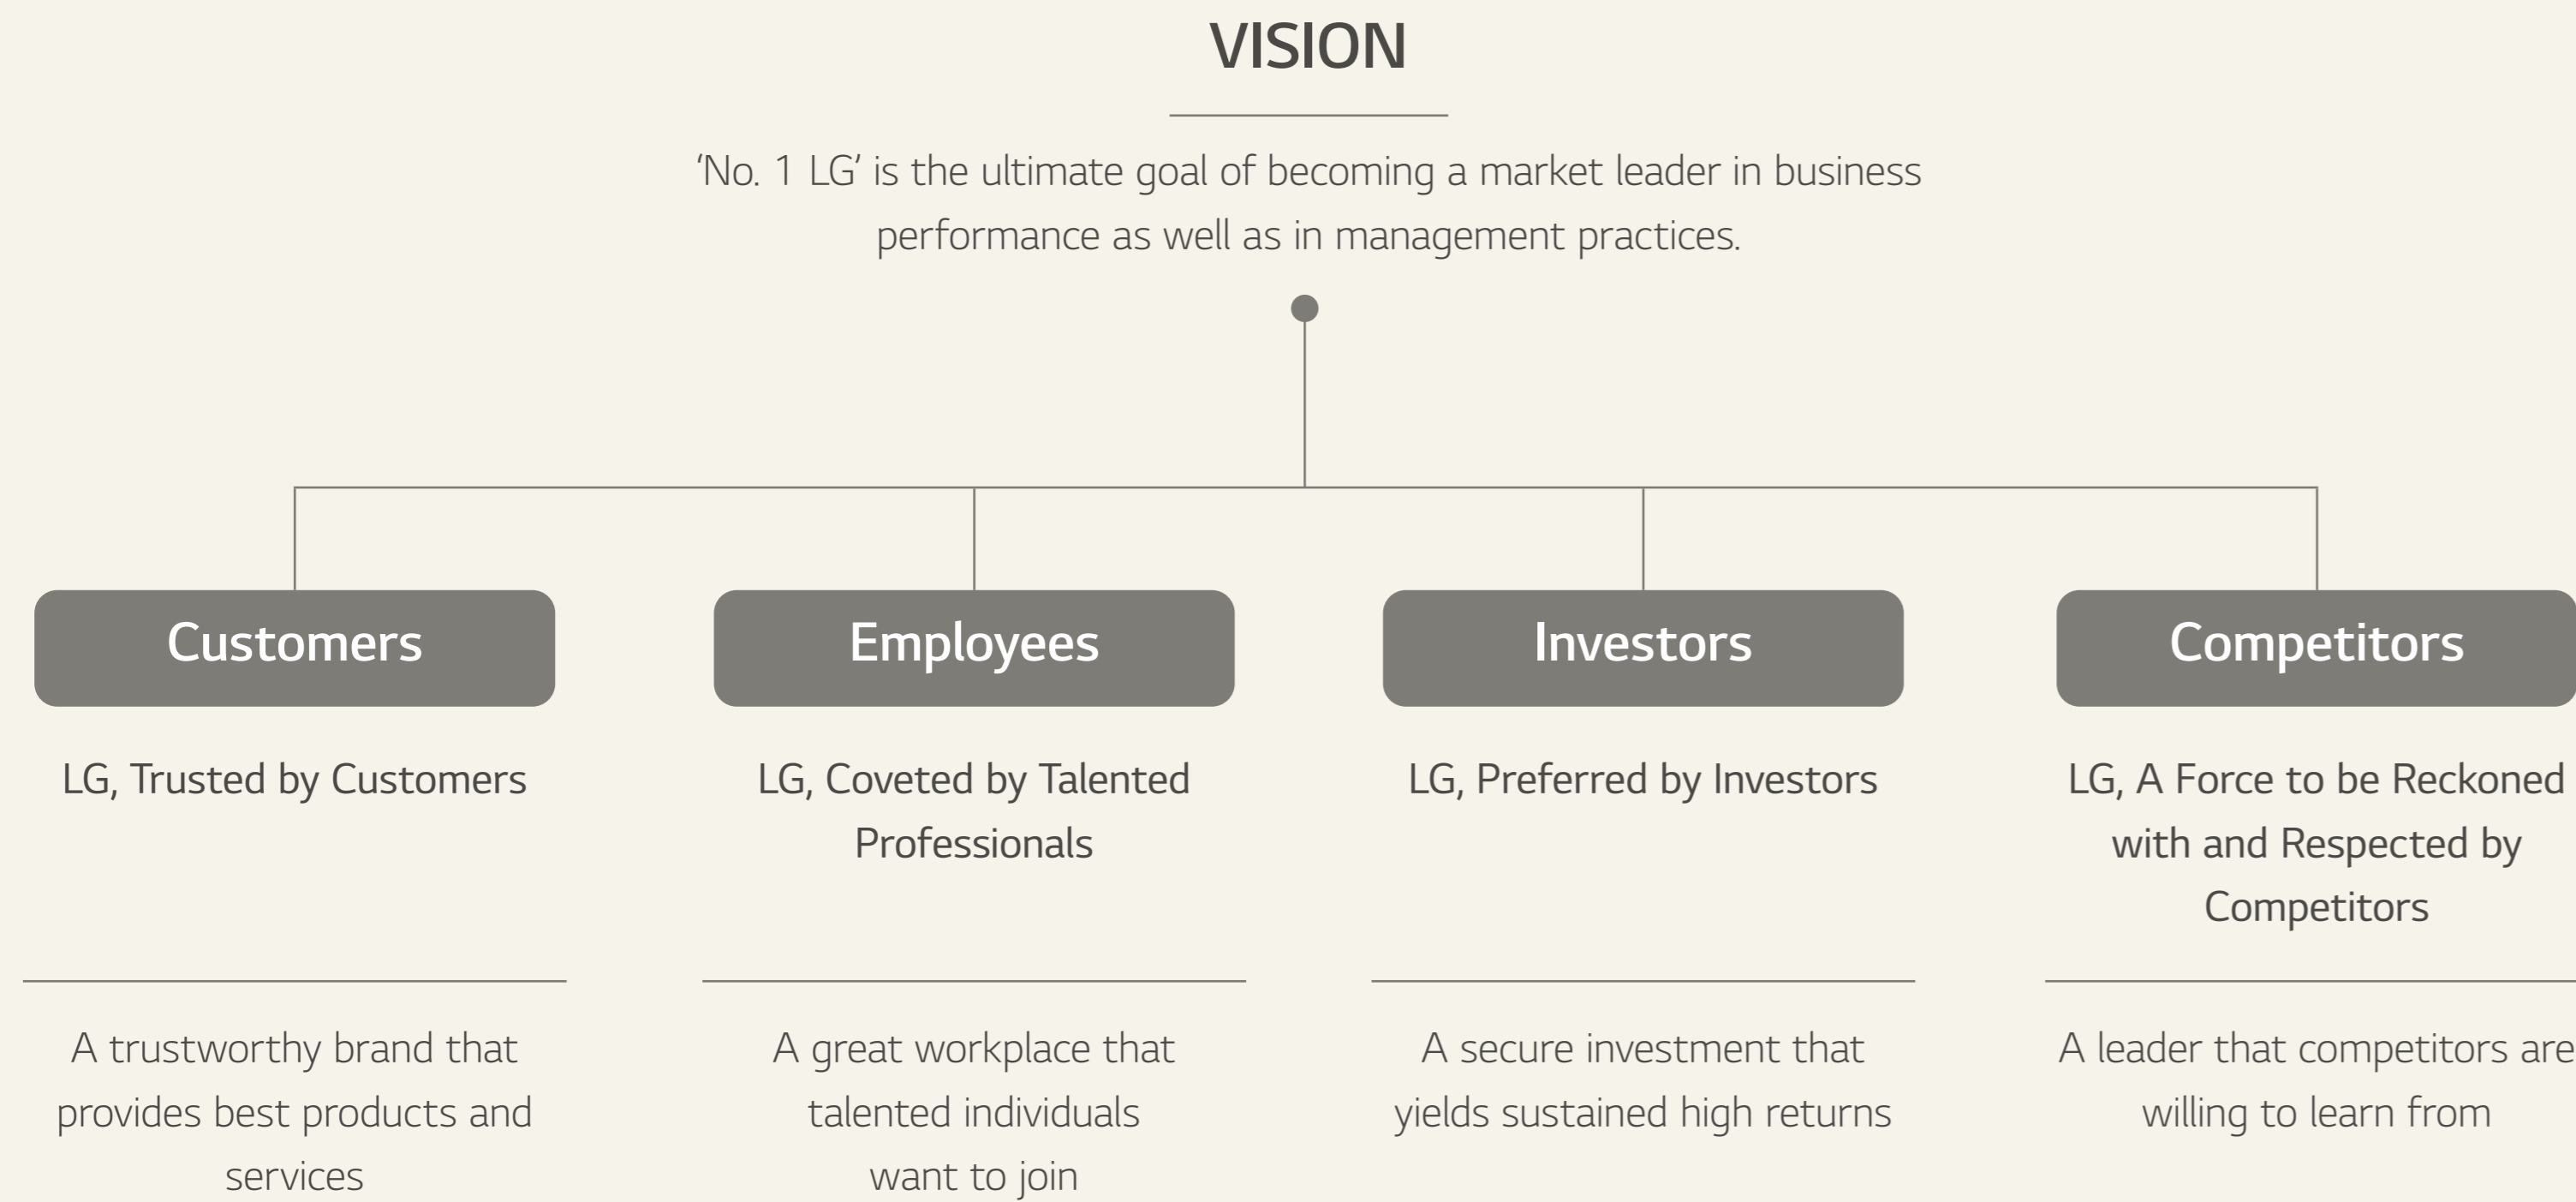 VISION
‘No. 1 LG’ is the ultimate goal of becoming a market leader in business
performance as well as in management practices.
Customers
LG, Trusted by Customers
A trustworthy brand that
provides best products and
services
Employees
LG, Coveted by Talented
Professionals
A great workplace that
talented individuals
want to join
Investors
LG, Preferred by Investors
A secure investment that
yields sustained high returns
Competitors
LG, A Force to be Reckoned
with and Respected by
Competitors
A leader that competitors are
willing to learn from